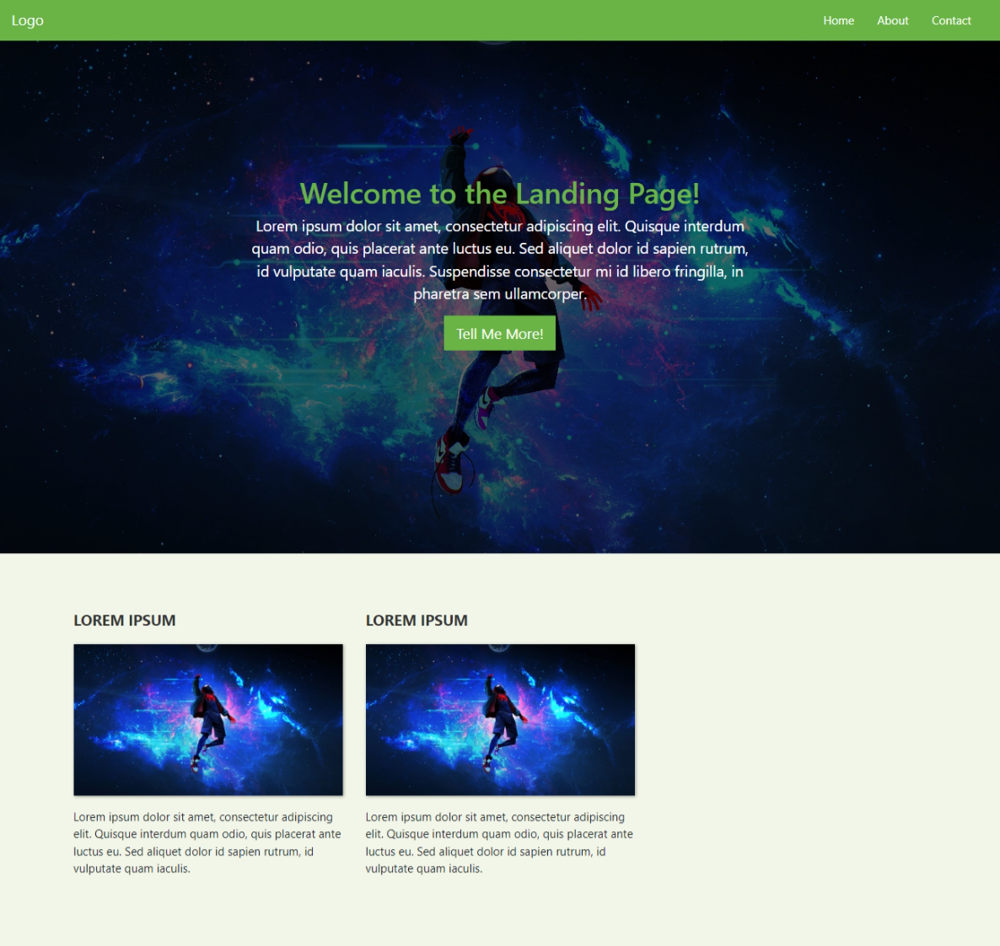 Logo
Home
About
Contact
Welcome to the Landing Page!
Lorem ipsum dolor sit amet, consectetur adipiscing elit. Quisque interdum
quam odio, quis placerat ante luctus eu. Sed aliquet dolor id sapien rutrum,
id vulputate quam iaculis. Suspendisse consectetur mi id libero fringilla, in
pharetra sem ullamcorper.
Tell Me More!
LOREM IPSUM
Lorem ipsum dolor sit amet, consectetur adipiscing
elit. Quisque interdum quam odio, quis placerat ante
luctus eu. Sed aliquet dolor id sapien rutrum, id
vulputate quam iaculis.
LOREM IPSUM
Lorem ipsum dolor sit amet, consectetur adipiscing
elit. Quisque interdum quam odio, quis placerat ante
luctus eu. Sed aliquet dolor id sapien rutrum, id
vulputate quam iaculis.